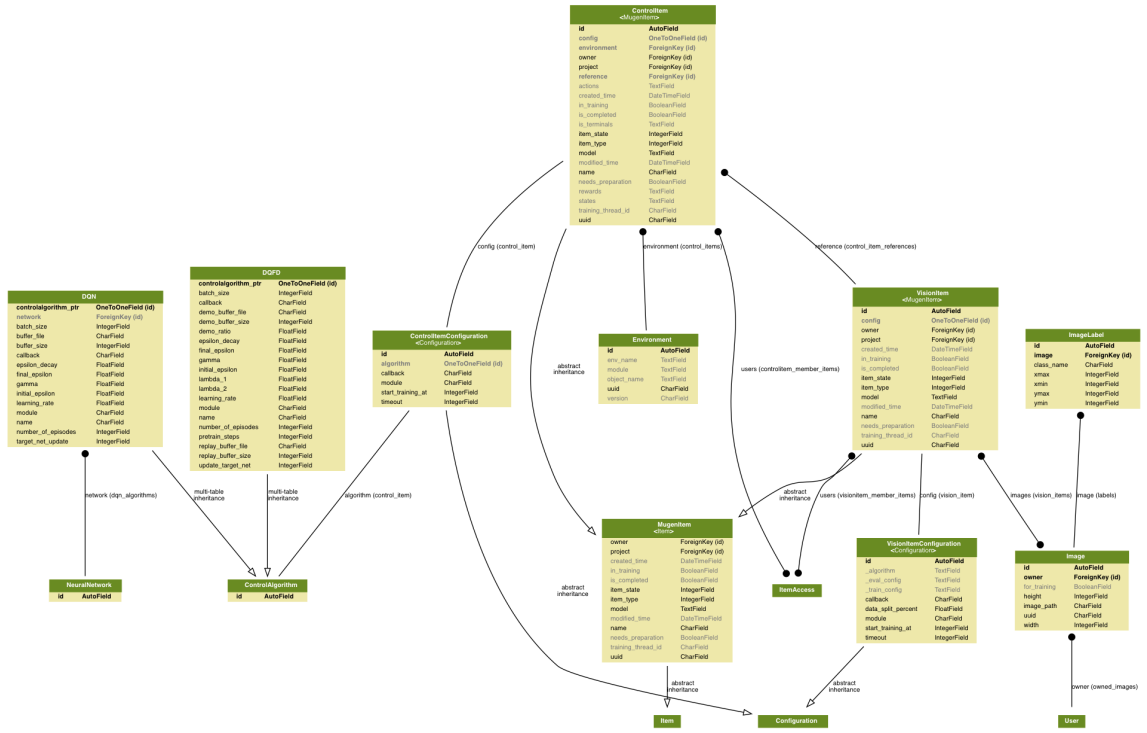 ControlItem
<MugenItem>
id AutoField
config OneToOneField (id)
environment ForeignKey (id)
owner ForeignKey (id)
project ForeignKey (id)
reference ForeignKey (id)
actions TextField
created_time DateTimeField
in_training BooleanField
is_completed BooleanField
is_terminals TextField
item_state IntegerField
item_type IntegerField
model TextField
modified_time DateTimeField
name CharField
needs_preparation BooleanField
rewards TextField
states TextField
training_thread_id CharField
uuid CharField
config (control_item)
environment (control_items)
reference (control_item_references)
DQN
controlalgorithm_ptr OneToOneField (id)
network ForeignKey (id)
batch_size IntegerField
buffer_file CharField
buffer_size IntegerField
callback CharField
epsilon_decay FloatField
final_epsilon FloatField
gamma FloatField
initial_epsilon FloatField
learning_rate FloatField
module CharField
name CharField
number_of_episodes IntegerField
target_net_update IntegerField
DQFD
controlalgorithm_ptr OneToOneField (id)
batch_size IntegerField
callback CharField
demo_buffer_file CharField
demo_buffer_size IntegerField
demo_ratio FloatField
epsilon_decay FloatField
final_epsilon FloatField
gamma FloatField
initial_epsilon FloatField
lambda_1 FloatField
lambda_2 FloatField
learning_rate FloatField
module CharField
name CharField
number_of_episodes IntegerField
pretrain_steps IntegerField
replay_buffer_file CharField
replay_buffer_size IntegerField
update_target_net IntegerField
ControlItemConfiguration
<Configuration>
id AutoField
algorithm OneToOneField (id)
callback CharField
module CharField
start_training_at IntegerField
timeout IntegerField
abstract
inheritance
Environment
id AutoField
env_name TextField
module TextField
object_name TextField
uuid CharField
version CharField
users (controlitem_member_items)
VisionItem
<MugenItem>
id AutoField
config OneToOneField (id)
owner ForeignKey (id)
project ForeignKey (id)
created_time DateTimeField
in_training BooleanField
is_completed BooleanField
item_state IntegerField
item_type IntegerField
model TextField
modified_time DateTimeField
name CharField
needs_preparation BooleanField
training_thread_id CharField
uuid CharField
ImageLabel
id AutoField
image ForeignKey (id)
class_name CharField
xmax IntegerField
xmin IntegerField
ymax IntegerField
ymin IntegerField
network (dqn_algorithms)
multi-table
inheritance
multi-table
inheritance
algorithm (control_item)
abstract
inheritance
users (visionitem_member_items)
config (vision_item)
images (vision_items)
image (labels)
NeuralNetwork
id AutoField
ControlAlgorithm
id AutoField
abstract
inheritance
MugenItem
<Item>
owner ForeignKey (id)
project ForeignKey (id)
created_time DateTimeField
in_training BooleanField
is_completed BooleanField
item_state IntegerField
item_type IntegerField
model TextField
modified_time DateTimeField
name CharField
needs_preparation BooleanField
training_thread_id CharField
uuid CharField
ItemAccess
VisionItemConfiguration
<Configuration>
id AutoField
_algorithm TextField
_eval_config TextField
_train_config TextField
callback CharField
data_split_percent FloatField
module CharField
start_training_at IntegerField
timeout IntegerField
Image
id AutoField
owner ForeignKey (id)
for_training BooleanField
height IntegerField
image_path CharField
uuid CharField
width IntegerField
abstract
inheritance
abstract
inheritance
owner (owned_images)
Item
Configuration
User